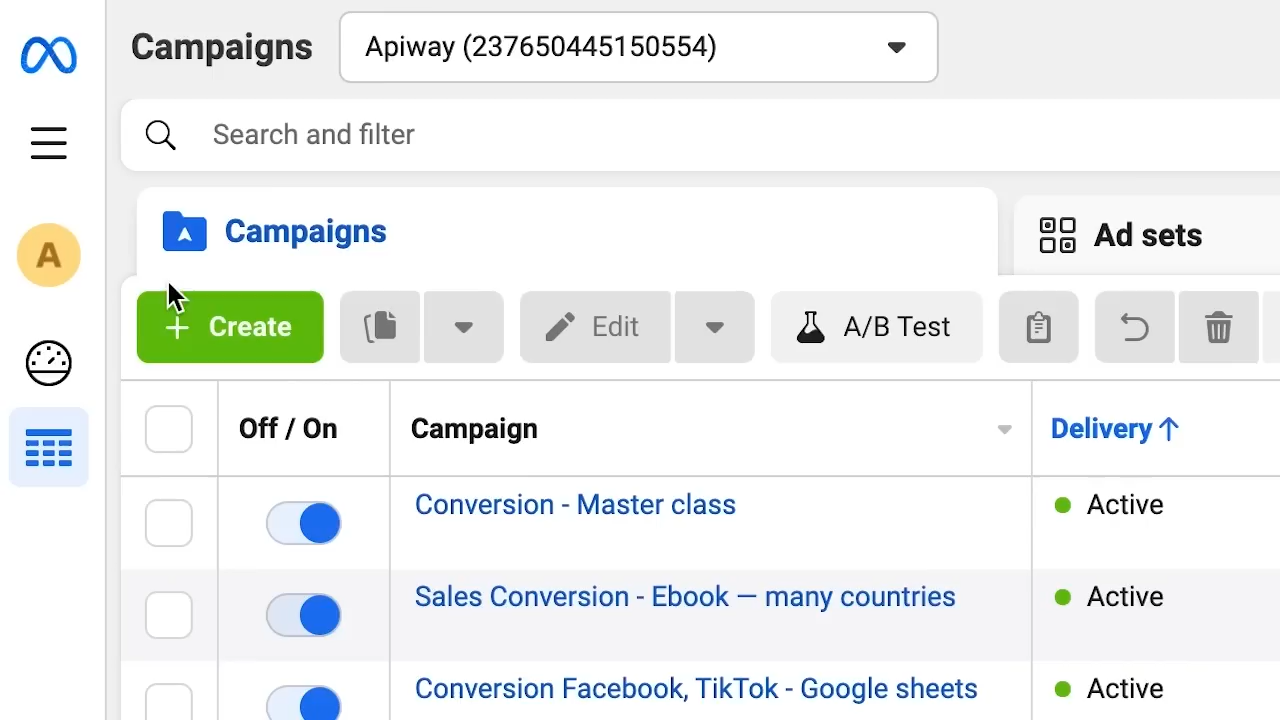 Campaigns
Apiway (237650445150554)
Search and filter
Campaigns
Ad sets
A
+ Create
Edit
A/B Test
Off / On
Campaign
Delivery ↑
Conversion - Master class
Active
Sales Conversion - Ebook — many countries
Active
Conversion Facebook, TikTok - Google sheets
Active